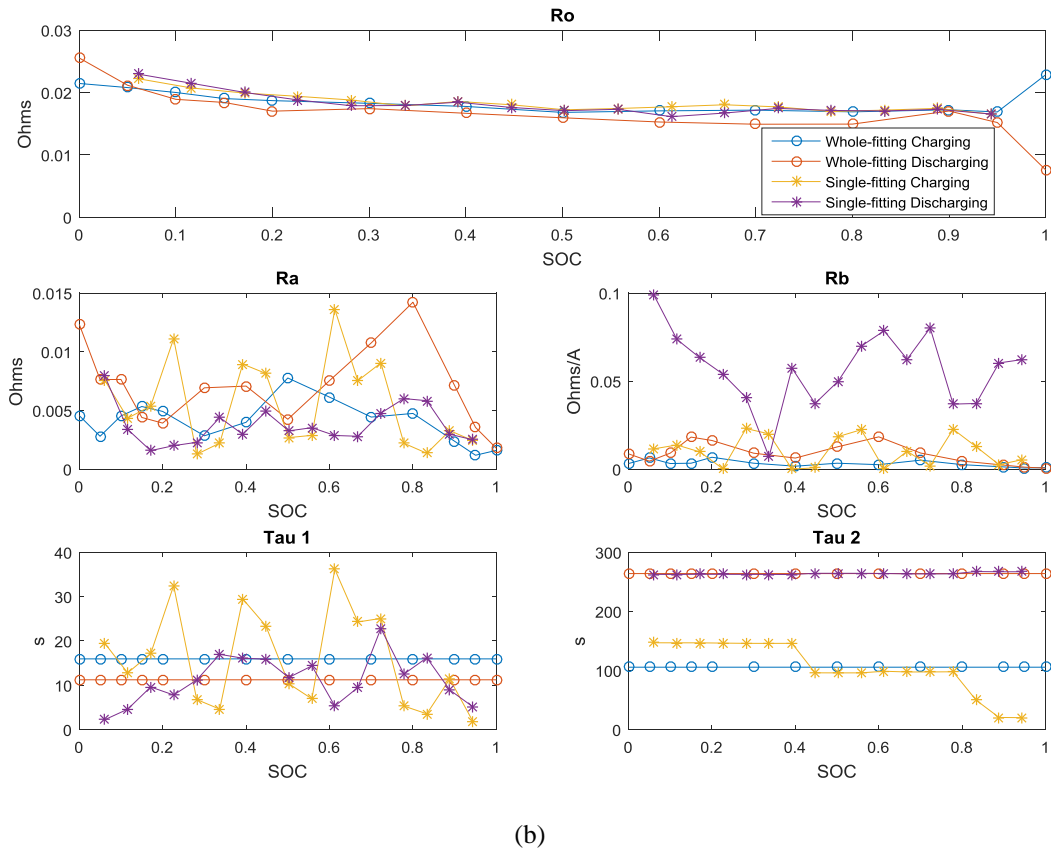 Ro
0.03
0.02
0.01
0
Ohms
0 0.1 0.2 0.3 0.4 0.5 0.6 0.7 0.8 0.9 1
SOC
Whole-fitting Charging
Whole-fitting Discharging
Single-fitting Charging
Single-fitting Discharging
Ra
0.015
0.01
0.005
0
Ohms
0 0.2 0.4 0.6 0.8 1
SOC
Rb
0.1
0.05
0
Ohms/A
0 0.2 0.4 0.6 0.8 1
SOC
Tau 1
40
30
20
10
0
s
0 0.2 0.4 0.6 0.8 1
SOC
Tau 2
300
200
100
0
s
0 0.2 0.4 0.6 0.8 1
SOC
(b)